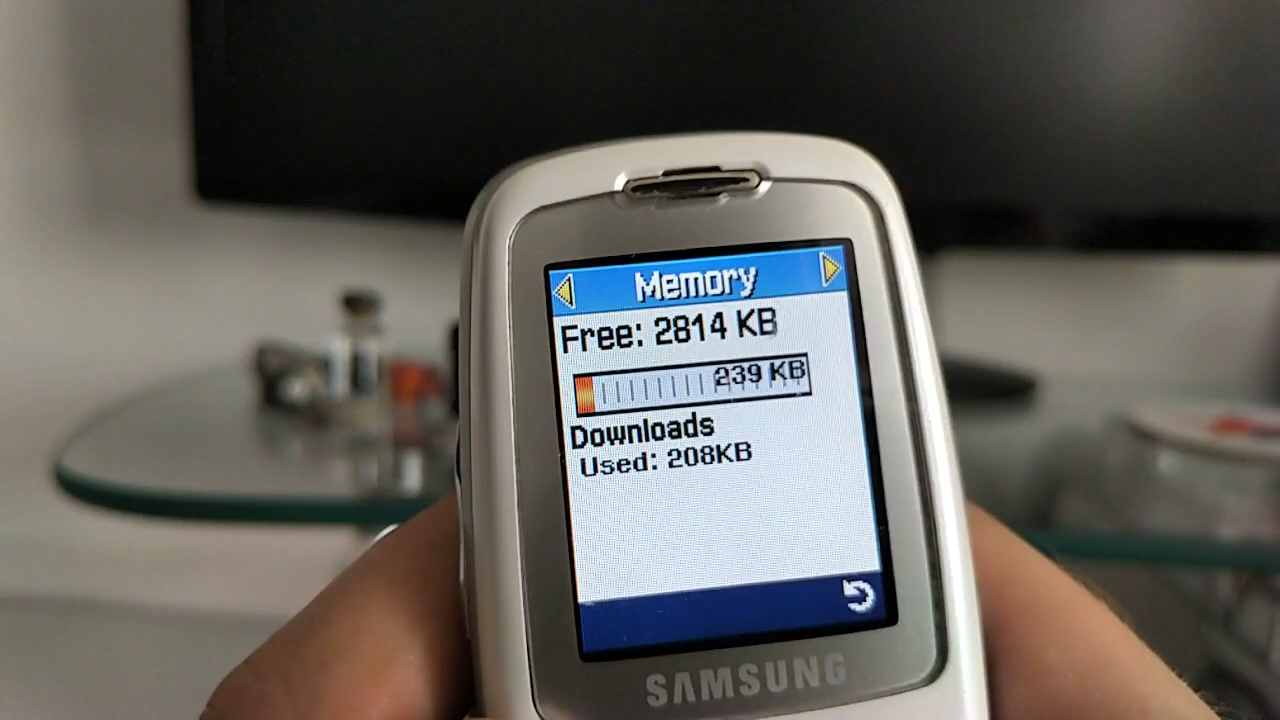 Memory
Free: 2814 KB
239 KB
Downloads
Used: 208KB
SAMSUNG